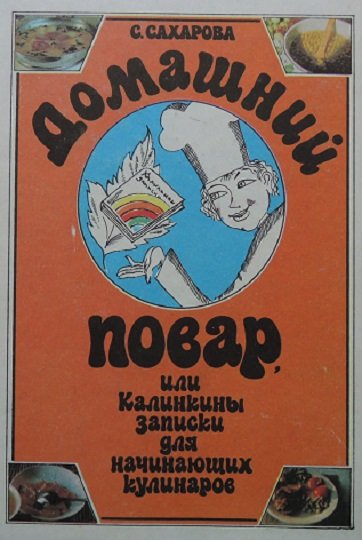 С. САХАРОВА
Домашний
повар,
или
Калинкины
записки
для
начинающих
кулинаров